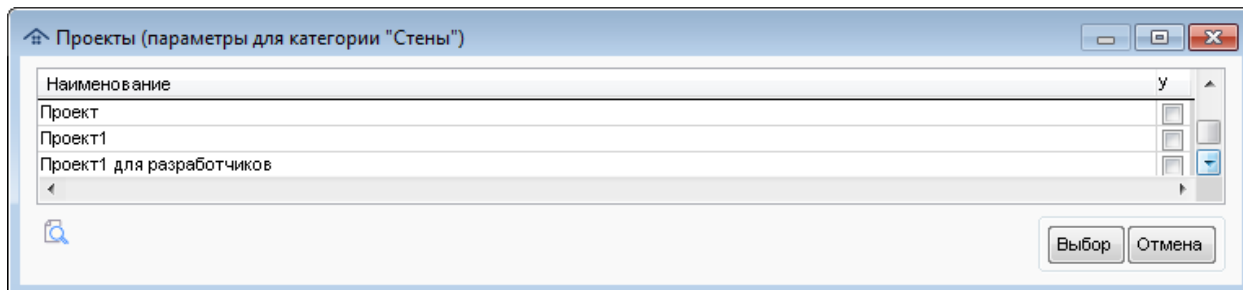 Проекты (параметры для категории "Стены")
Наименование У
Проект
Проект1
Проект1 для разработчиков
Выбор Отмена